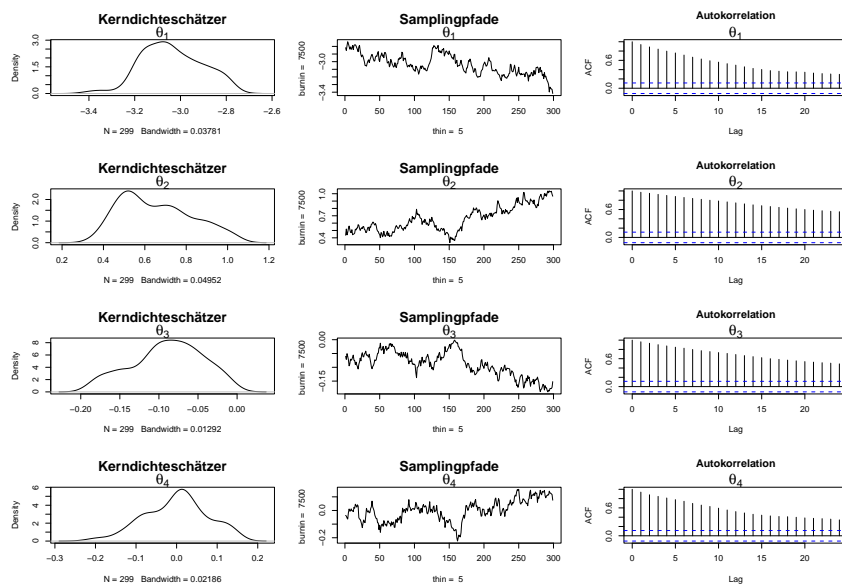 Kerndichteschätzer
θ1
Density
0.0 1.5 3.0
−3.4 −3.2 −3.0 −2.8 −2.6
N = 299 Bandwidth = 0.03781
Samplingpfade
θ1
burnin = 7500
−3.4 −3.0
0 50 100 150 200 250 300
thin = 5
Autokorrelation
θ1
ACF
0.0 0.6
0 5 10 15 20
Lag
Kerndichteschätzer
θ2
Density
0.0 1.0 2.0
0.2 0.4 0.6 0.8 1.0 1.2
N = 299 Bandwidth = 0.04952
Samplingpfade
θ2
burnin = 7500
0.4 0.7 1.0
0 50 100 150 200 250 300
thin = 5
Autokorrelation
θ2
ACF
0.0 0.6
0 5 10 15 20
Lag
Kerndichteschätzer
θ3
Density
0 2 4 6 8
−0.20 −0.15 −0.10 −0.05 0.00
N = 299 Bandwidth = 0.01292
Samplingpfade
θ3
burnin = 7500
−0.15 0.00
0 50 100 150 200 250 300
thin = 5
Autokorrelation
θ3
ACF
0.0 0.6
0 5 10 15 20
Lag
Kerndichteschätzer
θ4
Density
0 2 4 6
−0.3 −0.2 −0.1 0.0 0.1 0.2
N = 299 Bandwidth = 0.02186
Samplingpfade
θ4
burnin = 7500
−0.2 0.0
0 50 100 150 200 250 300
thin = 5
Autokorrelation
θ4
ACF
0.0 0.6
0 5 10 15 20
Lag